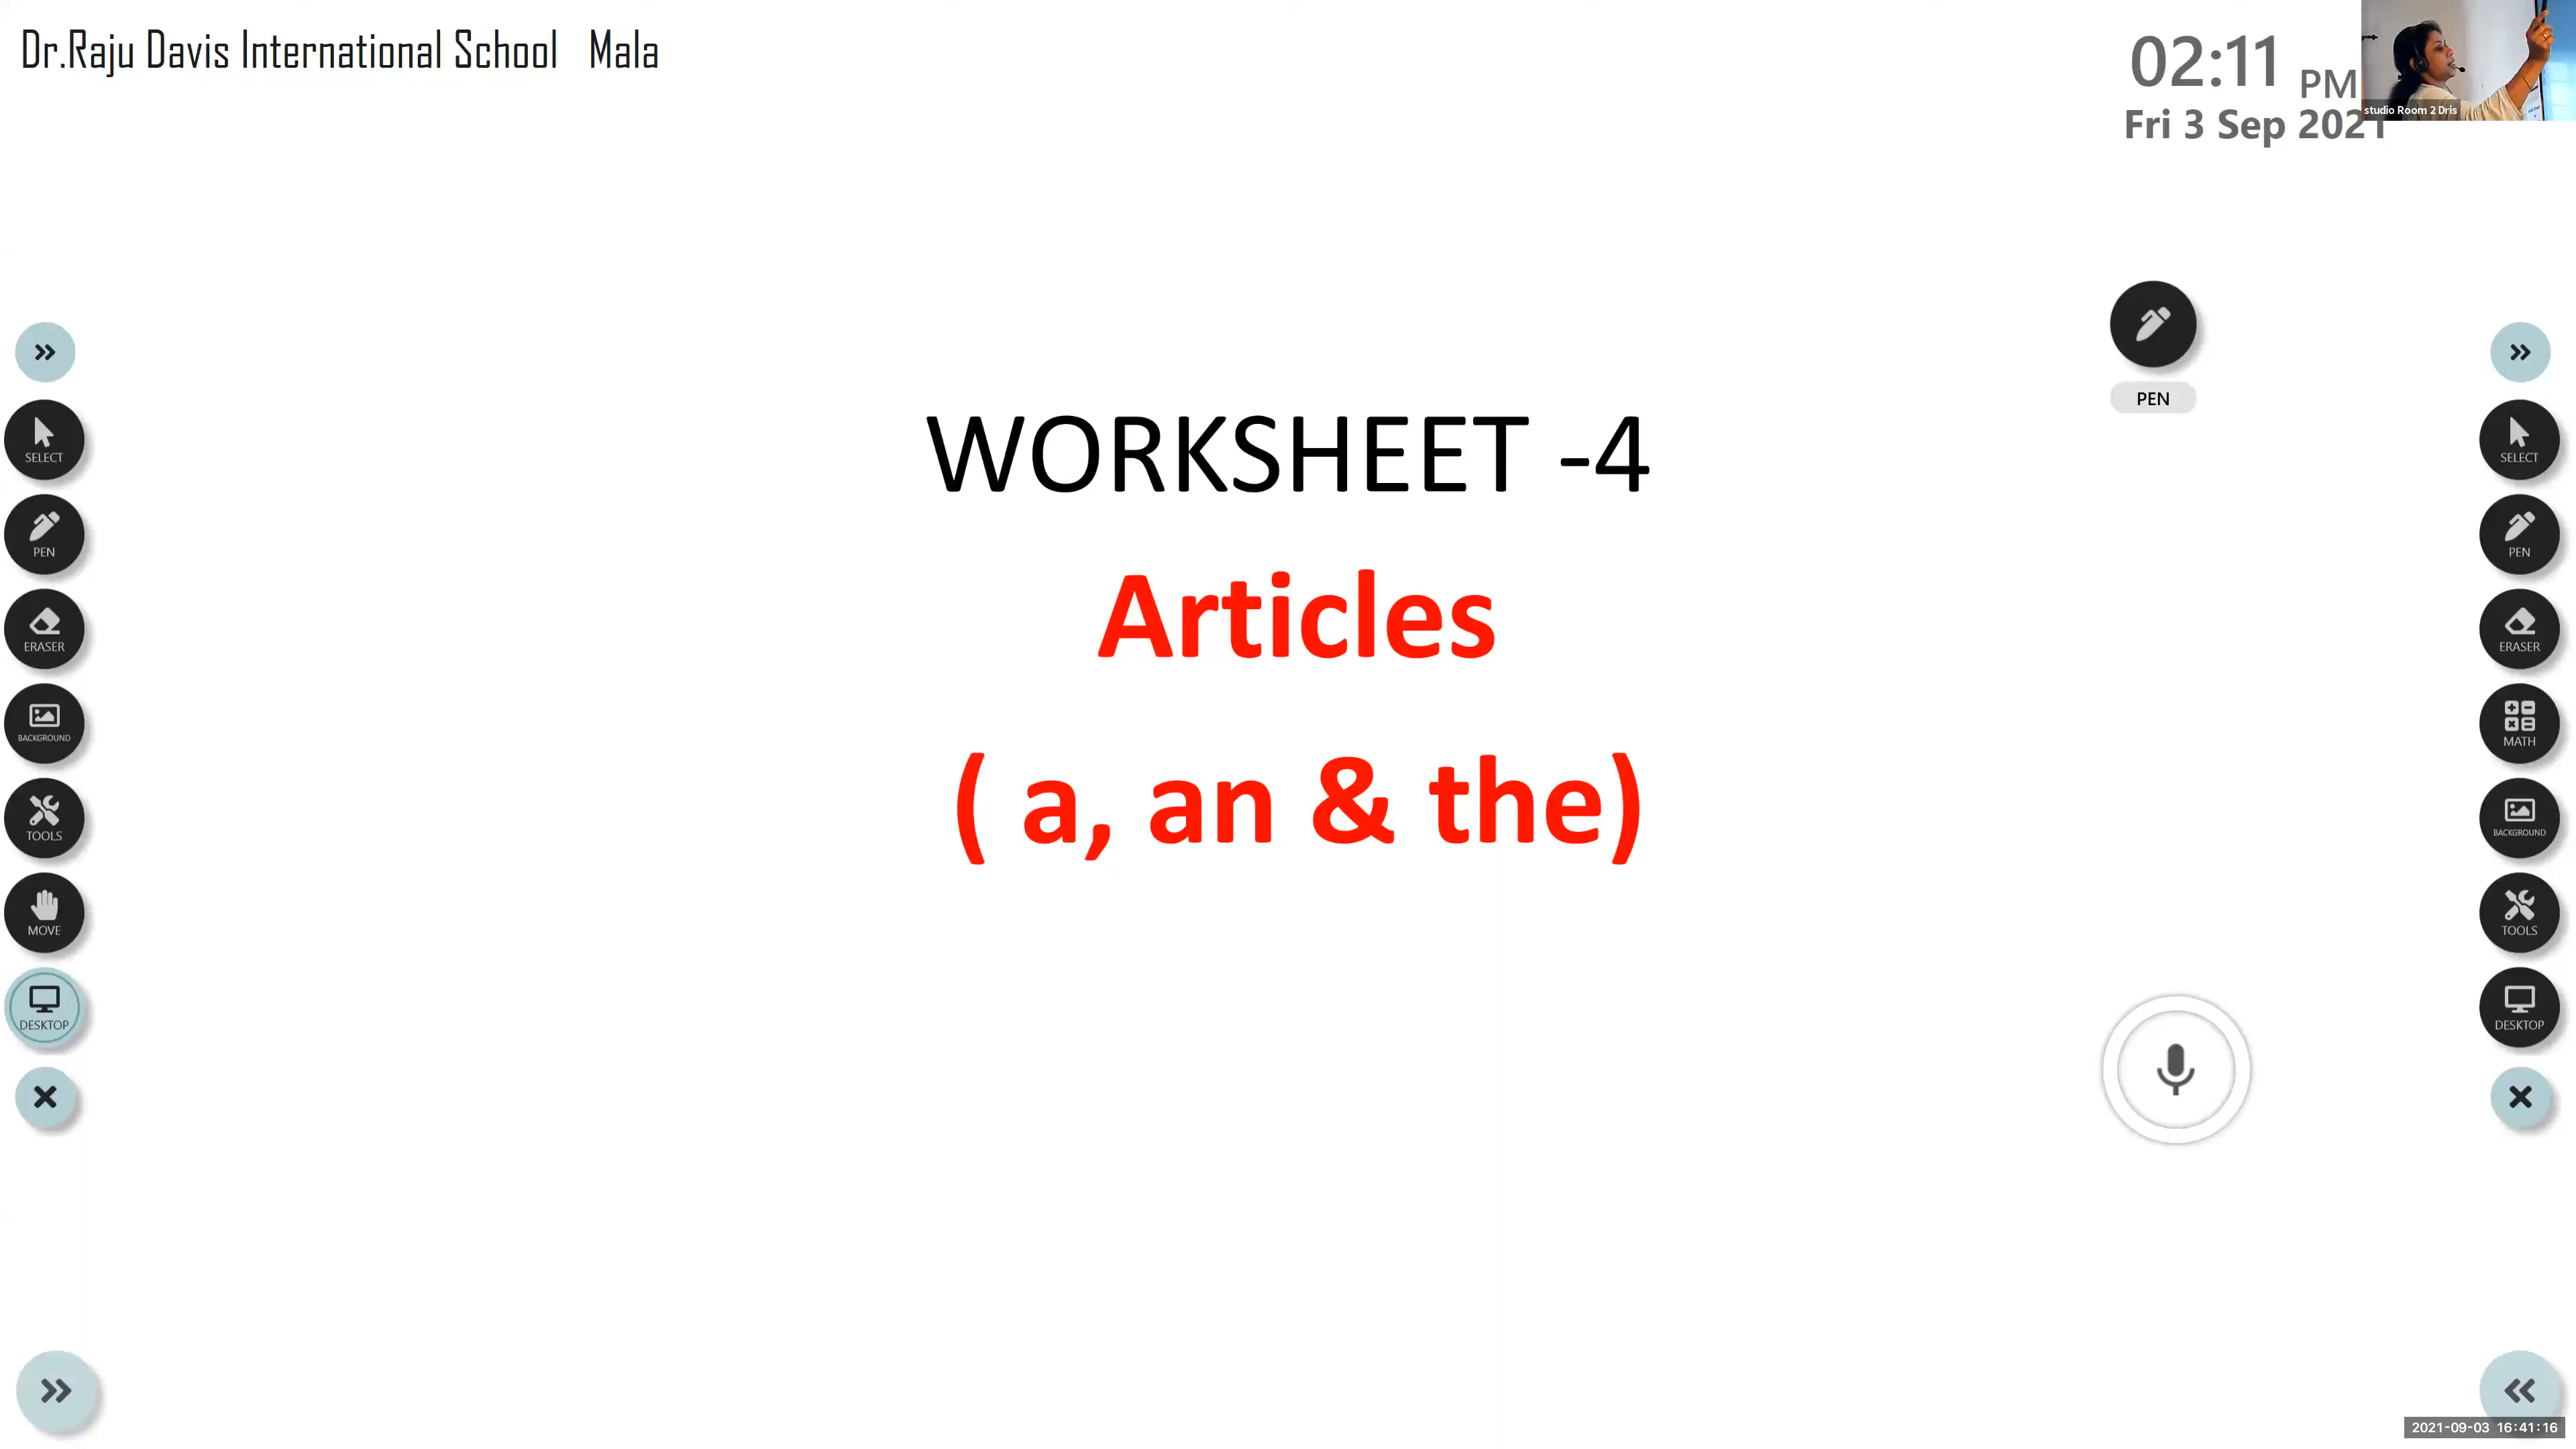 Dr.Raju Davis International School Mala
02:11 PM
Fri 3 Sep 2021
studio Room 2 Dris
WORKSHEET -4
Articles
( a, an & the)
PEN
SELECT
PEN
ERASER
BACKGROUND
TOOLS
MOVE
DESKTOP
SELECT
PEN
ERASER
MATH
BACKGROUND
TOOLS
DESKTOP
2021-09-03 16:41:16